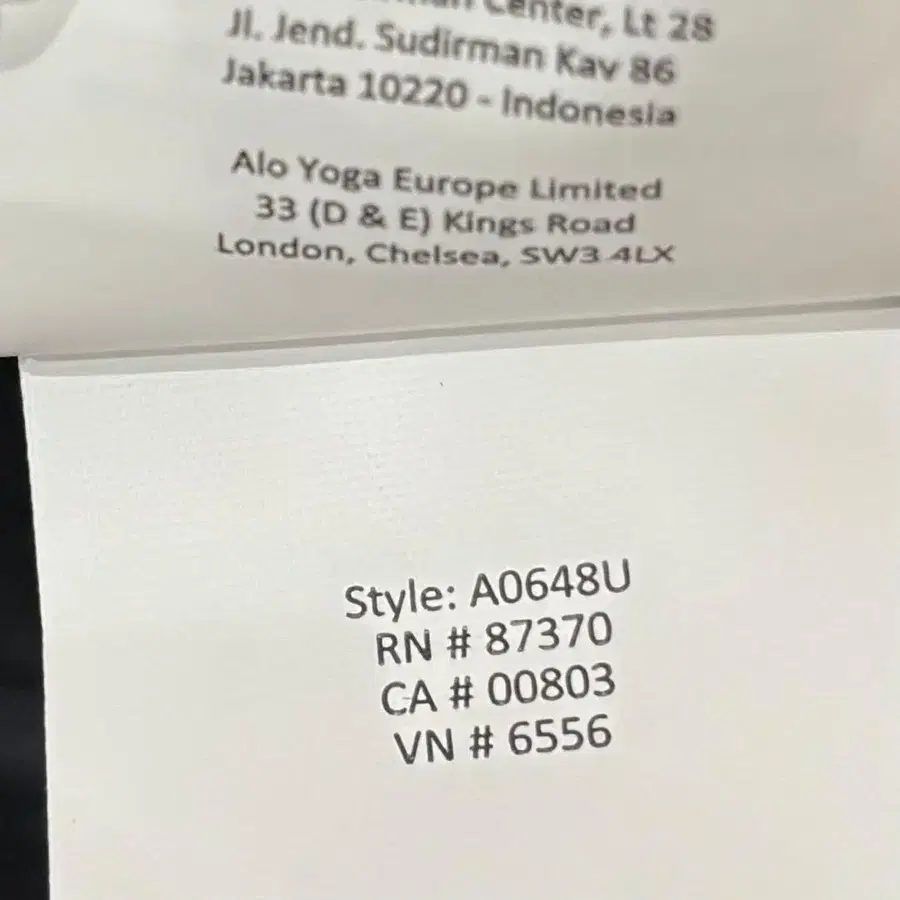 Center, Lt 28
Jl. Jend. Sudirman Kav 86
Jakarta 10220 - Indonesia
Alo Yoga Europe Limited
33 (D & E) Kings Road
London, Chelsea, SW3 4LX
Style: A0648U
RN # 87370
CA # 00803
VN # 6556